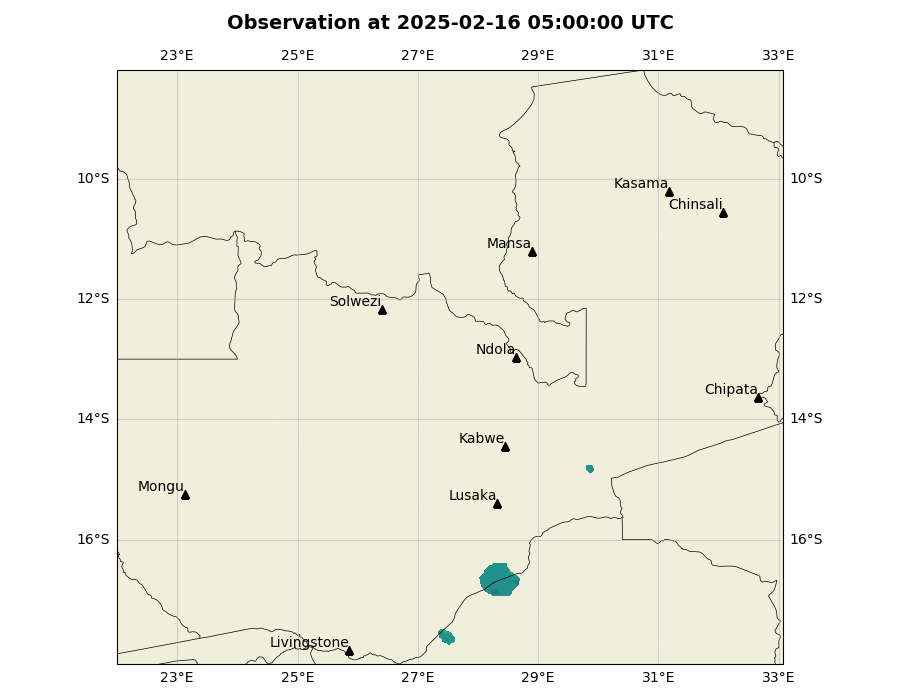 Observation at 2025-02-16 05:00:00 UTC
23°E 25°E 27°E 29°E 31°E 33°E
10°S 10°S
Kasama
Chinsali
Mansa
12°S 12°S
Solwezi
Ndola
Chipata
14°S 14°S
Kabwe
Mongu
Lusaka
16°S 16°S
Livingstone
23°E 25°E 27°E 29°E 31°E 33°E